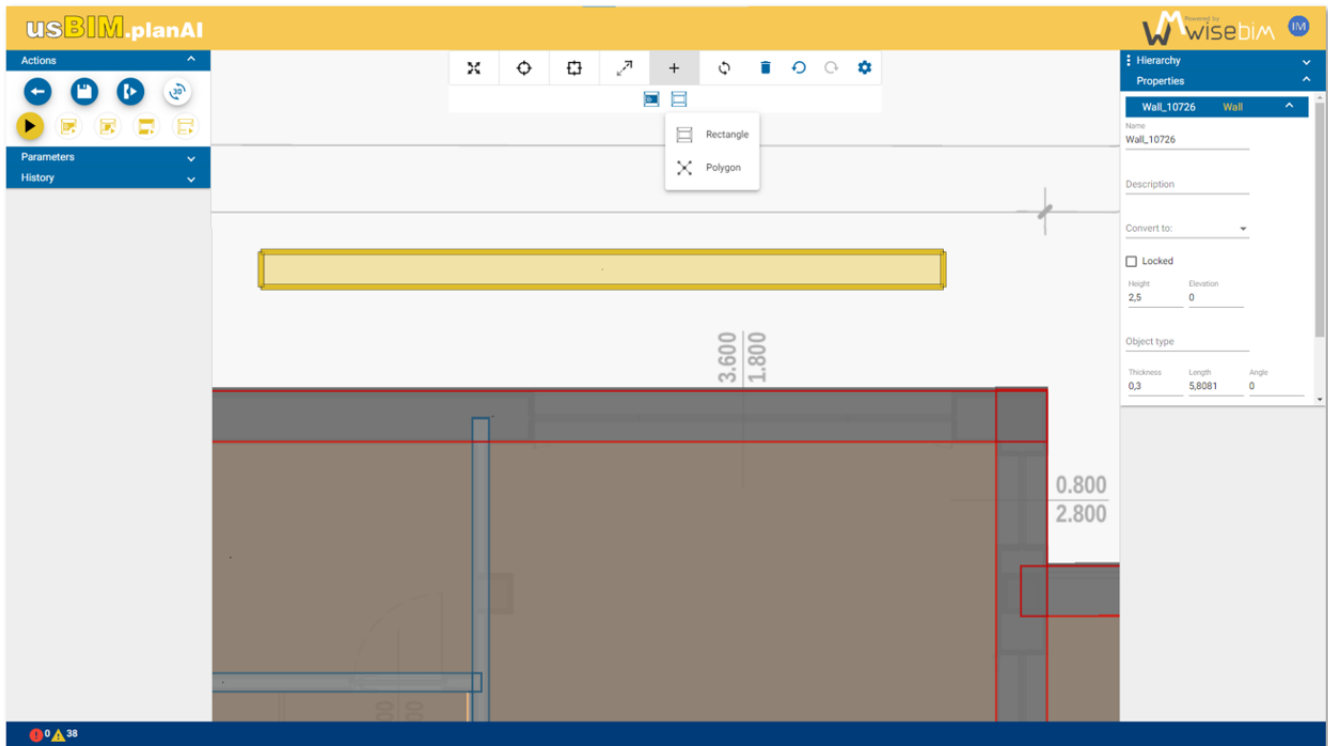 usBIM.planAI
Powered by
wisebim
IM
Actions
30
Parameters
History
Rectangle
Polygon
Hierarchy
Properties
Wall_10726 Wall
Name
Wall_10726
Description
Convert to:
Locked
Height Elevation
2,5 0
Object type
Thickness Length Angle
0,3 5,8081 0
3.600
1.800
0.800
2.800
0 38